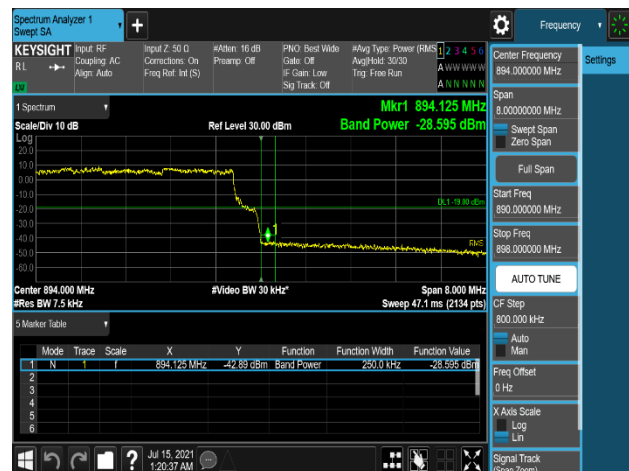 Spectrum Analyzer 1
Swept SA
Frequency
KEYSIGHT
Input: RF
Input Z: 50 Ω
#Atten: 16 dB
PNO: Best Wide
#Avg Type: Power (RMS
1 2 3 4 5 6
RL
Coupling: AC
Corrections: On
Preamp: Off
Gate: Off
Avg|Hold: 30/30
A W W W W W
Align: Auto
Freq Ref: Int (S)
IF Gain: Low
Trig: Free Run
Sig Track: Off
A N N N N N
1 Spectrum
Mkr1 894.125 MHz
Scale/Div 10 dB
Ref Level 30.00 dBm
Band Power -28.595 dBm
Log
20.0
10.0
0.00
-10.0
-20.0
-30.0
-40.0
-50.0
-60.0
1
RMS
Center 894.000 MHz
#Video BW 30 kHz*
Span 8.000 MHz
#Res BW 7.5 kHz
Sweep 47.1 ms (2134 pts)
5 Marker Table
Mode Trace Scale X Y Function Function Width Function Value
1 N 1 f 894.125 MHz -42.89 dBm Band Power 250.0 kHz -28.595 dBm
2
3
4
5
6
Jul 15, 2021
1:20:37 AM
Settings
Center Frequency
894.000000 MHz
Span
8.00000000 MHz
Swept Span
Zero Span
Full Span
Start Freq
890.000000 MHz
Stop Freq
898.000000 MHz
AUTO TUNE
CF Step
800.000 kHz
Auto
Man
Freq Offset
0 Hz
X Axis Scale
Log
Lin
Signal Track
(Span Zoom)